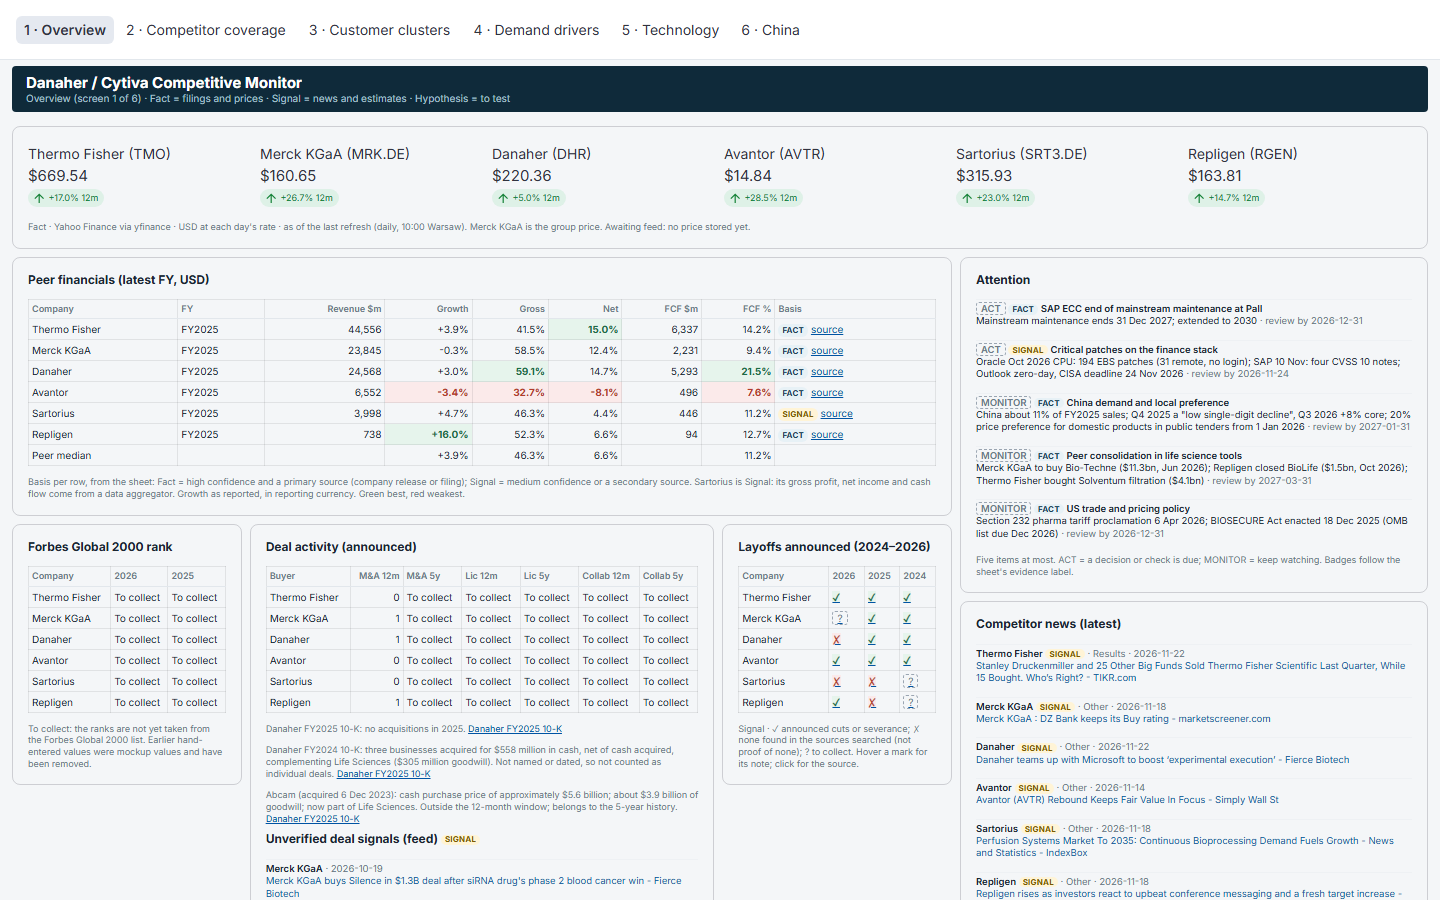 1 · Overview
2 · Competitor coverage
3 · Customer clusters
4 · Demand drivers
5 · Technology
6 · China
Danaher / Cytiva Competitive Monitor
Overview (screen 1 of 6) · Fact = filings and prices · Signal = news and estimates · Hypothesis = to test
Thermo Fisher (TMO)
$669.54
↑ +17.0% 12m
Merck KGaA (MRK.DE)
$160.65
↑ +26.7% 12m
Danaher (DHR)
$220.36
↑ +5.0% 12m
Avantor (AVTR)
$14.84
↑ +28.5% 12m
Sartorius (SRT3.DE)
$315.93
↑ +23.0% 12m
Repligen (RGEN)
$163.81
↑ +14.7% 12m
Fact · Yahoo Finance via yfinance · USD at each day's rate · as of the last refresh (daily, 10:00 Warsaw). Merck KGaA is the group price. Awaiting feed: no price stored yet.
Peer financials (latest FY, USD)
Company FY Revenue $m Growth Gross Net FCF $m FCF % Basis
Thermo Fisher FY2025 44,556 +3.9% 41.5% 15.0% 6,337 14.2% FACT source
Merck KGaA FY2025 23,845 -0.3% 58.5% 12.4% 2,231 9.4% FACT source
Danaher FY2025 24,568 +3.0% 59.1% 14.7% 5,293 21.5% FACT source
Avantor FY2025 6,552 -3.4% 32.7% -8.1% 496 7.6% FACT source
Sartorius FY2025 3,998 +4.7% 46.3% 4.4% 446 11.2% SIGNAL source
Repligen FY2025 738 +16.0% 52.3% 6.6% 94 12.7% FACT source
Peer median +3.9% 46.3% 6.6% 11.2%
Basis per row, from the sheet: Fact = high confidence and a primary source (company release or filing); Signal = medium confidence or a secondary source. Sartorius is Signal: its gross profit, net income and cash
flow come from a data aggregator. Growth as reported, in reporting currency. Green best, red weakest.
Attention
ACT FACT SAP ECC end of mainstream maintenance at Pall
Mainstream maintenance ends 31 Dec 2027; extended to 2030 · review by 2026-12-31
ACT SIGNAL Critical patches on the finance stack
Oracle Oct 2026 CPU: 194 EBS patches (31 remote, no login); SAP 10 Nov: four CVSS 10 notes;
Outlook zero-day, CISA deadline 24 Nov 2026 · review by 2026-11-24
MONITOR FACT China demand and local preference
China about 11% of FY2025 sales; Q4 2025 a "low single-digit decline", Q3 2026 +8% core; 20%
price preference for domestic products in public tenders from 1 Jan 2026 · review by 2027-01-31
MONITOR FACT Peer consolidation in life science tools
Merck KGaA to buy Bio-Techne ($11.3bn, Jun 2026); Repligen closed BioLife ($1.5bn, Oct 2026);
Thermo Fisher bought Solventum filtration ($4.1bn) · review by 2027-03-31
MONITOR FACT US trade and pricing policy
Section 232 pharma tariff proclamation 6 Apr 2026; BIOSECURE Act enacted 18 Dec 2025 (OMB
list due Dec 2026) · review by 2026-12-31
Five items at most. ACT = a decision or check is due; MONITOR = keep watching. Badges follow the
sheet's evidence label.
Forbes Global 2000 rank
Company 2026 2025
Thermo Fisher To collect To collect
Merck KGaA To collect To collect
Danaher To collect To collect
Avantor To collect To collect
Sartorius To collect To collect
Repligen To collect To collect
To collect: the ranks are not yet taken from
the Forbes Global 2000 list. Earlier hand-
entered values were mockup values and have
been removed.
Deal activity (announced)
Buyer M&A 12m M&A 5y Lic 12m Lic 5y Collab 12m Collab 5y
Thermo Fisher 0 To collect To collect To collect To collect To collect
Merck KGaA 1 To collect To collect To collect To collect To collect
Danaher 1 To collect To collect To collect To collect To collect
Avantor 0 To collect To collect To collect To collect To collect
Sartorius 0 To collect To collect To collect To collect To collect
Repligen 1 To collect To collect To collect To collect To collect
Danaher FY2025 10-K: no acquisitions in 2025. Danaher FY2025 10-K
Danaher FY2024 10-K: three businesses acquired for $558 million in cash, net of cash acquired,
complementing Life Sciences ($305 million goodwill). Not named or dated, so not counted as
individual deals. Danaher FY2025 10-K
Abcam (acquired 6 Dec 2023): cash purchase price of approximately $5.6 billion; about $3.9 billion of
goodwill; now part of Life Sciences. Outside the 12-month window; belongs to the 5-year history.
Danaher FY2025 10-K
Unverified deal signals (feed) SIGNAL
Merck KGaA · 2026-10-19
Merck KGaA buys Silence in $1.3B deal after siRNA drug's phase 2 blood cancer win - Fierce
Biotech
Layoffs announced (2024–2026)
Company 2026 2025 2024
Thermo Fisher ✓ ✓ ✓
Merck KGaA ? ✓ ✓
Danaher ✗ ✓ ✓
Avantor ✓ ✓ ✓
Sartorius ✗ ✗ ?
Repligen ✓ ✗ ?
Signal · ✓ announced cuts or severance; ✗
none found in the sources searched (not
proof of none); ? to collect. Hover a mark for
its note; click for the source.
Competitor news (latest)
Thermo Fisher SIGNAL · Results · 2026-11-22
Stanley Druckenmiller and 25 Other Big Funds Sold Thermo Fisher Scientific Last Quarter, While
15 Bought. Who's Right? - TIKR.com
Merck KGaA SIGNAL · Other · 2026-11-18
Merck KGaA : DZ Bank keeps its Buy rating - marketscreener.com
Danaher SIGNAL · Other · 2026-11-22
Danaher teams up with Microsoft to boost 'experimental execution' - Fierce Biotech
Avantor SIGNAL · Other · 2026-11-14
Avantor (AVTR) Rebound Keeps Fair Value In Focus - Simply Wall St
Sartorius SIGNAL · Other · 2026-11-18
Perfusion Systems Market To 2035: Continuous Bioprocessing Demand Fuels Growth - News
and Statistics - IndexBox
Repligen SIGNAL · Other · 2026-11-18
Repligen rises as investors react to upbeat conference messaging and a fresh target increase -